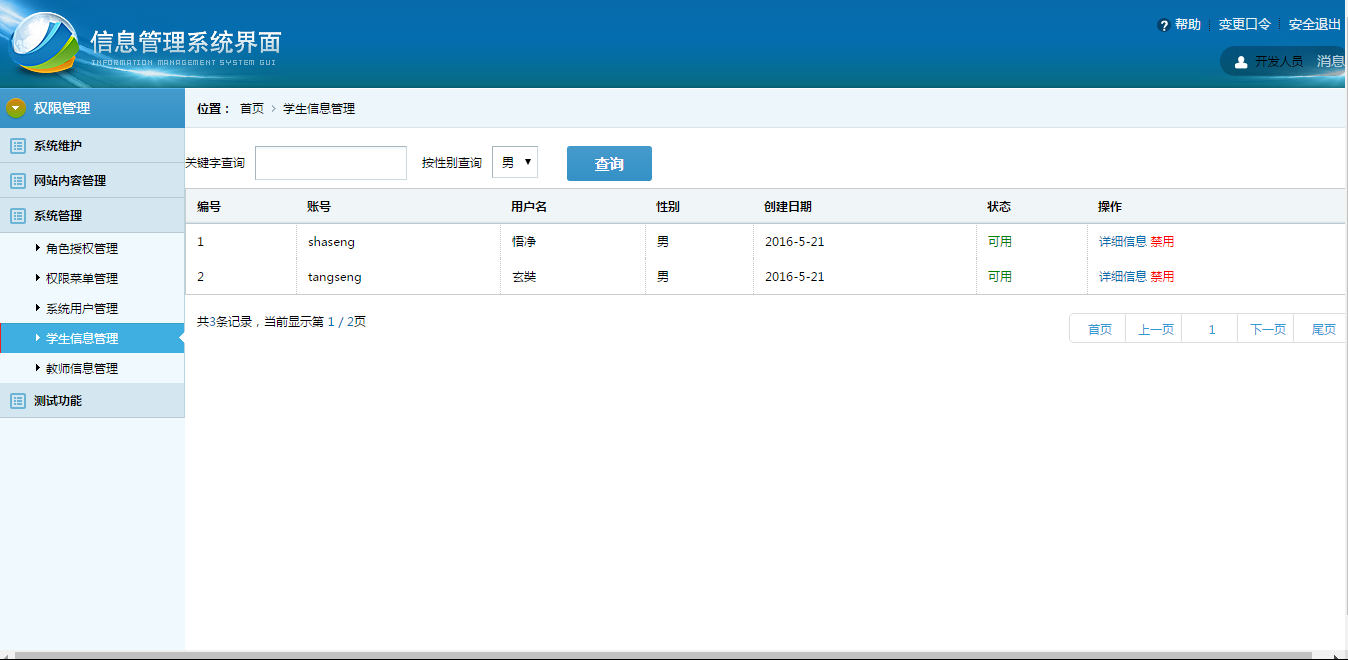 信息管理系统界面
INFORMATION MANAGEMENT SYSTEM GUI
? 帮助 变更口令 安全退出
开发人员 消息
权限管理
系统维护
网站内容管理
系统管理
角色授权管理
权限菜单管理
系统用户管理
学生信息管理
教师信息管理
测试功能
位置： 首页 > 学生信息管理
关键字查询 按性别查询 男 查询
编号 账号 用户名 性别 创建日期 状态 操作
1 shaseng 悟净 男 2016-5-21 可用 详细信息 禁用
2 tangseng 玄奘 男 2016-5-21 可用 详细信息 禁用
共3条记录，当前显示第 1 / 2页
首页 上一页 1 下一页 尾页